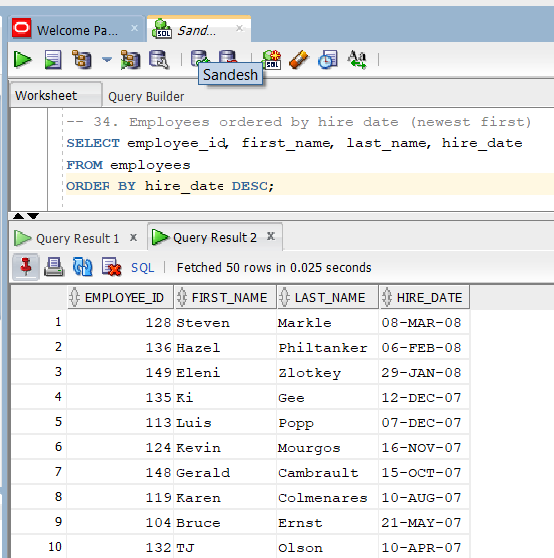 Welcome Pa... Sand...
SQL SQL Aa
Sandesh
Worksheet Query Builder
-- 34. Employees ordered by hire date (newest first)
SELECT employee_id, first_name, last_name, hire_date
FROM employees
ORDER BY hire_date DESC;
Query Result 1 x Query Result 2 x
SQL | Fetched 50 rows in 0.025 seconds
EMPLOYEE_ID FIRST_NAME LAST_NAME HIRE_DATE
1 128 Steven Markle 08-MAR-08
2 136 Hazel Philtanker 06-FEB-08
3 149 Eleni Zlotkey 29-JAN-08
4 135 Ki Gee 12-DEC-07
5 113 Luis Popp 07-DEC-07
6 124 Kevin Mourgos 16-NOV-07
7 148 Gerald Cambrault 15-OCT-07
8 119 Karen Colmenares 10-AUG-07
9 104 Bruce Ernst 21-MAY-07
10 132 TJ Olson 10-APR-07